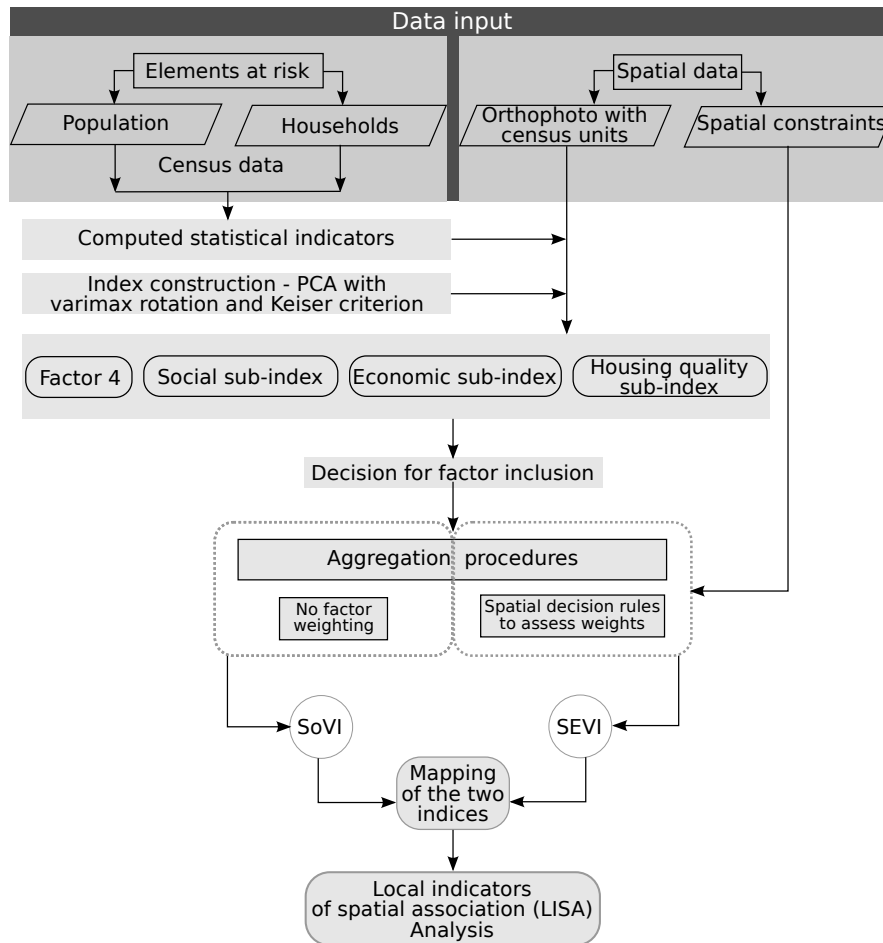 Data input
Elements at risk
Spatial data
Population
Households
Orthophoto with
census units
Spatial constraints
Census data
Computed statistical indicators
Index construction - PCA with
varimax rotation and Keiser criterion
Factor 4
Social sub-index
Economic sub-index
Housing quality
sub-index
Decision for factor inclusion
Aggregation procedures
No factor
weighting
Spatial decision rules
to assess weights
SoVI
SEVI
Mapping
of the two
indices
Local indicators
of spatial association (LISA)
Analysis